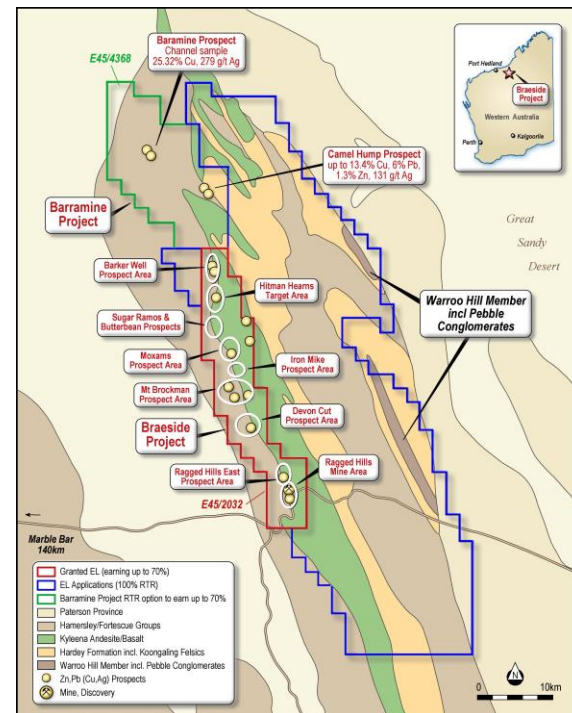 E45/4368
Baramine Prospect
Channel sample
25.32% Cu, 279 g/t Ag
Port Hedland
Braeside
Project
Western Australia
Perth
Kalgoorlie
Camel Hump Prospect
up to 13.4% Cu, 6% Pb,
1.3% Zn, 131 g/t Ag
Barramine
Project
Great
Sandy
Desert
Barker Well
Prospect Area
Hitman Hearns
Target Area
Warroo Hill Member
incl Pebble
Conglomerates
Sugar Ramos &
Butterbean Prospects
Moxams
Prospect Area
Iron Mike
Prospect Area
Mt Brockman
Prospect Area
Devon Cut
Prospect Area
Braeside
Project
Ragged Hills East
Prospect Area
Ragged Hills
Mine Area
E45/2032
Marble Bar
140km
Granted EL (earning up to 70%)
EL Applications (100% RTR)
Barramine Project RTR option to earn up to 70%
Paterson Province
Hamersley/Fortescue Groups
Kyleena Andesite/Basalt
Hardey Formation incl. Koongaling Felsics
Warroo Hill Member incl. Pebble Conglomerates
Zn,Pb (Cu,Ag) Prospects
Mine, Discovery
N
0
10km